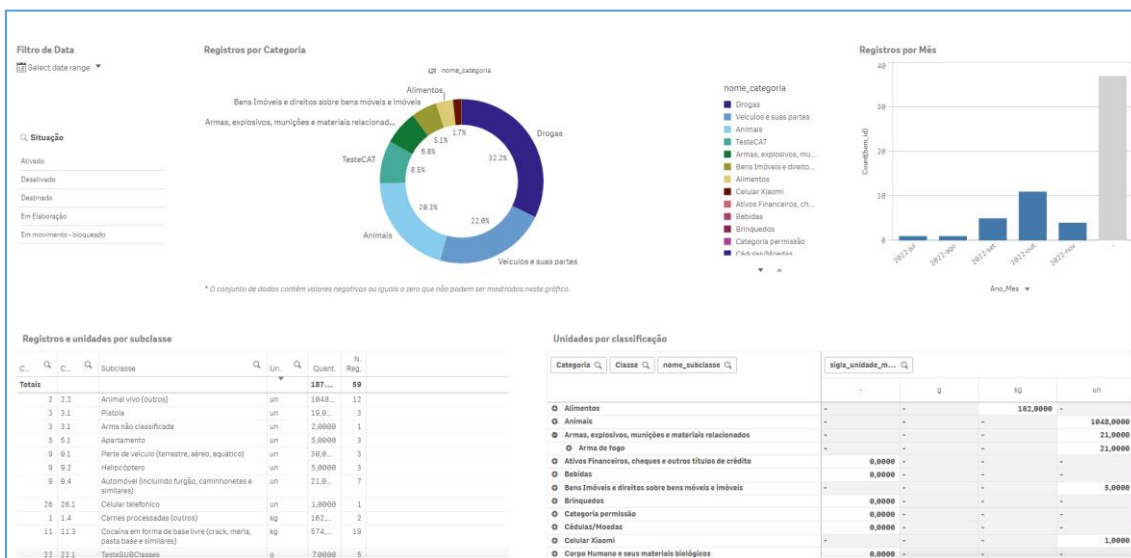 Filtro de Data
Select date range
Situação
Ativado
Desativado
Destinado
Em Elaboração
Em movimento - bloqueado
Registros por Categoria
nome_categoria
Alimentos
Bens Imóveis e direitos sobre bens móveis e imóveis
Armas, explosivos, munições e materiais relacionad...
TesteCAT
Animais
Drogas
Veículos e suas partes
1.7%
5.1%
6.8%
8.5%
20.3%
22.0%
32.2%
nome_categoria
Drogas
Veículos e suas partes
Animais
TesteCAT
Armas, explosivos, mu...
Bens Imóveis e direito...
Alimentos
Celular Xiaomi
Ativos Financeiros, ch...
Bebidas
Brinquedos
Categoria permissão
Cédulas/Moedas
* O conjunto de dados contém valores negativos ou iguais a zero que não podem ser mostrados neste gráfico.
Registros por Mês
40
30
20
10
0
Count(bem_id)
2022-jul
2022-ago
2022-set
2022-out
2022-nov
-
Ano_Mes
Registros e unidades por subclasse
C... C... Subclasse Un. Quant. N. Reg.
Totais 187... 59
2 2.2 Animal vivo (outros) un 1048... 12
3 3.1 Pistola un 19,0... 3
3 3.1 Arma não classificada un 2,0000 1
5 5.1 Apartamento un 5,0000 3
9 9.1 Parte de veículo (terrestre, aéreo, aquático) un 30,0... 3
9 9.2 Helipcóptero un 5,0000 3
9 9.4 Automóvel (incluindo furgão, caminhonetes e similares) un 21,0... 7
26 26.1 Celular telefonico un 1,0000 1
1 1.4 Carnes processadas (outros) kg 162,... 2
11 11.3 Cocaína em forma de base livre (crack, merla, pasta base e similares) kg 574,... 19
22 22.1 TesteSUBClasses g 7,0000 5
Unidades por classificação
Categoria Classe nome_subclasse sigla_unidade_m...
- g kg un
Alimentos - - 162,0000 -
Animais - - - 1048,0000
Armas, explosivos, munições e materiais relacionados - - - 21,0000
Arma de fogo - - - 21,0000
Ativos Financeiros, cheques e outros títulos de crédito 0,0000 - - -
Bebidas 0,0000 - - -
Bens Imóveis e direitos sobre bens móveis e imóveis - - - 5,0000
Brinquedos 0,0000 - - -
Categoria permissão 0,0000 - - -
Cédulas/Moedas 0,0000 - - -
Celular Xiaomi - - - 1,0000
Corpo Humano e seus materiais biológicos 0,0000 - - -